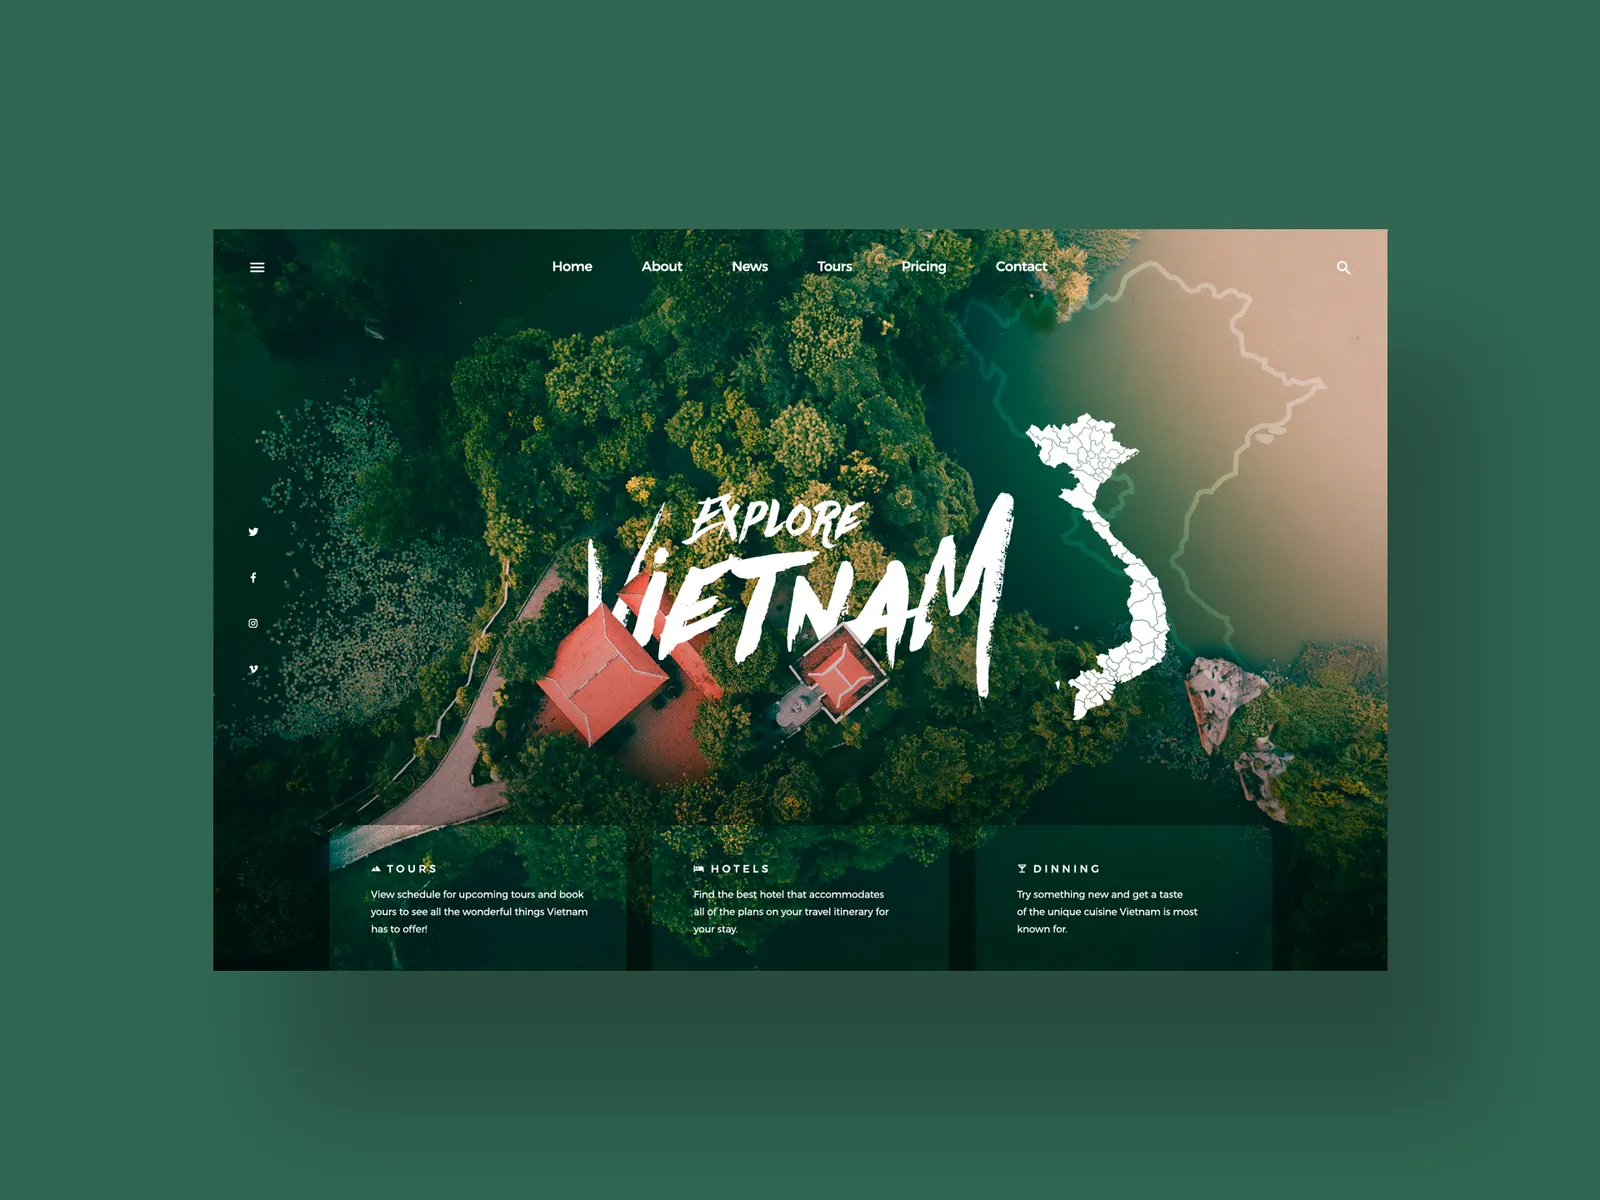 Home About News Tours Pricing Contact
EXPLORE
ViETNAM
TOURS
View schedule for upcoming tours and book
yours to see all the wonderful things Vietnam
has to offer!
HOTELS
Find the best hotel that accommodates
all of the plans on your travel itinerary for
your stay.
DINNING
Try something new and get a taste
of the unique cuisine Vietnam is most
known for.